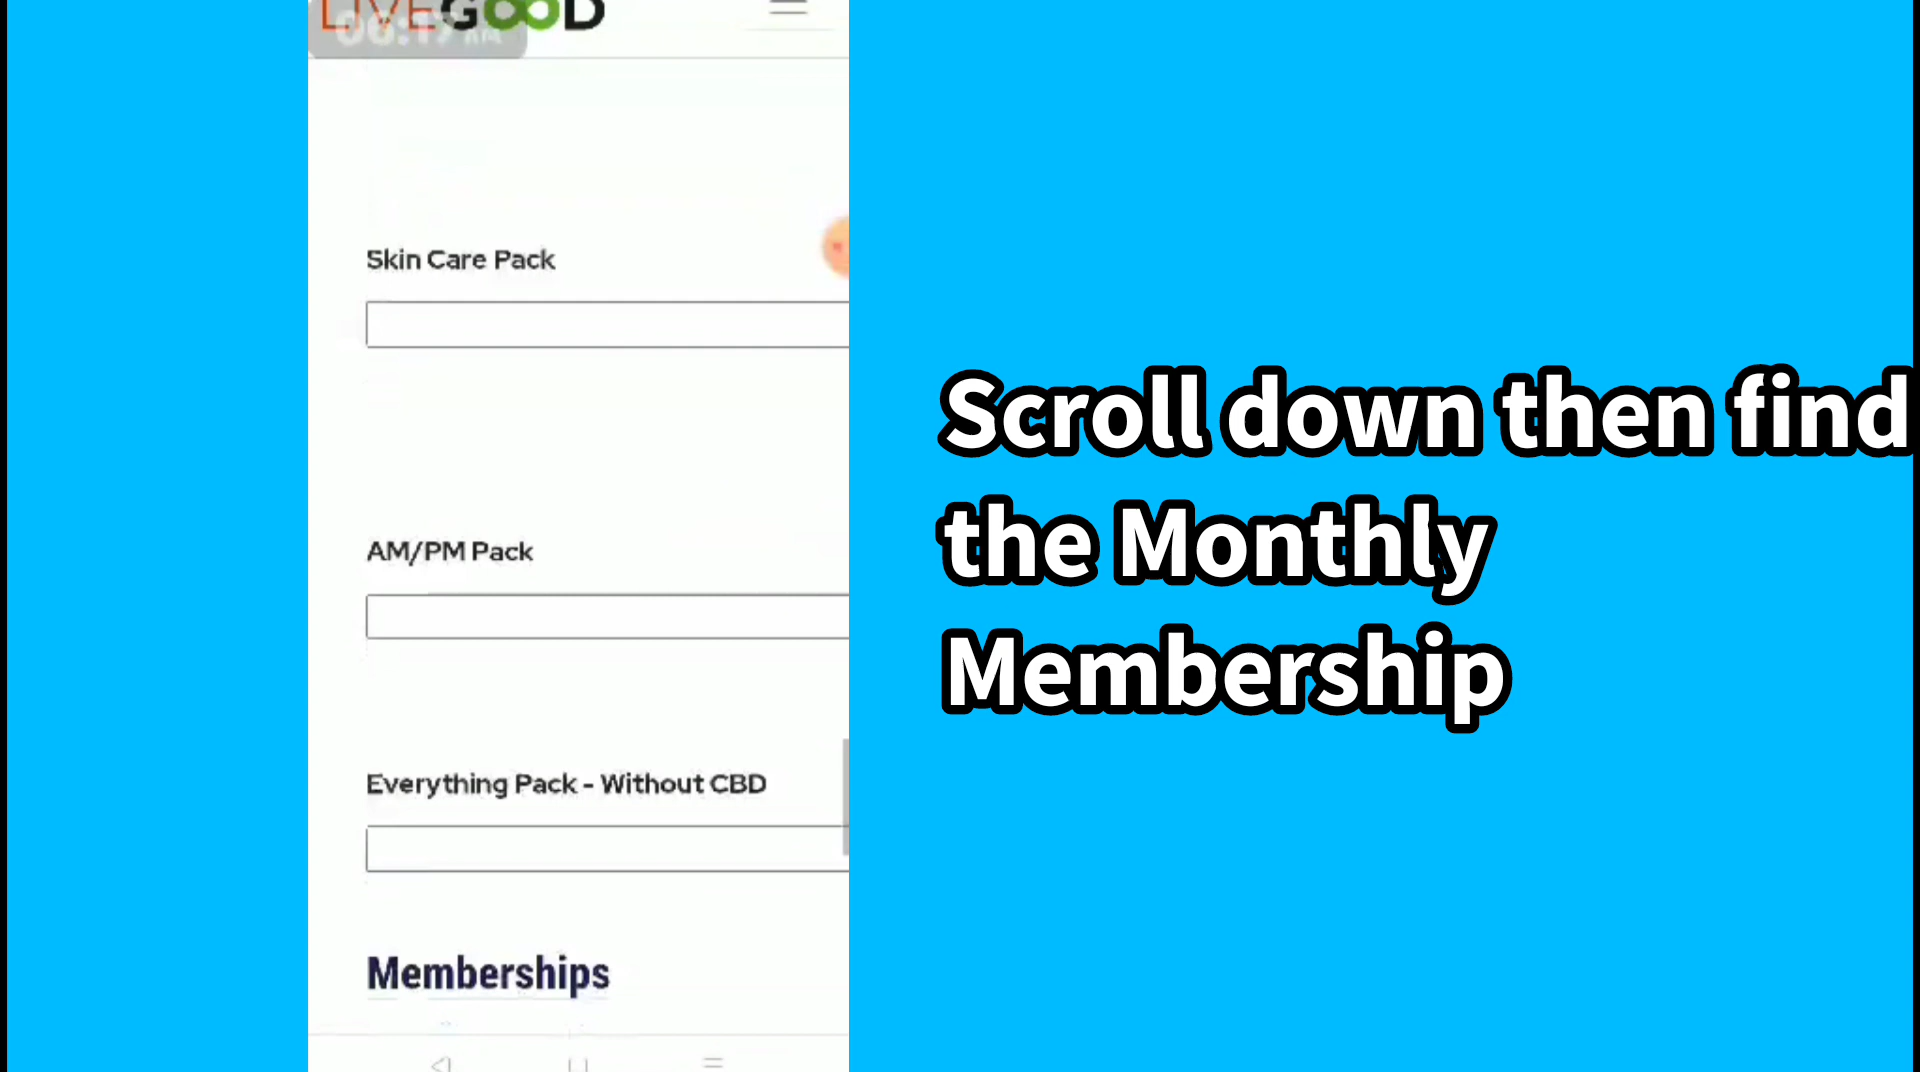 LIVEGOOD
Skin Care Pack
AM/PM Pack
Everything Pack - Without CBD
Memberships
Scroll down then find
the Monthly
Membership